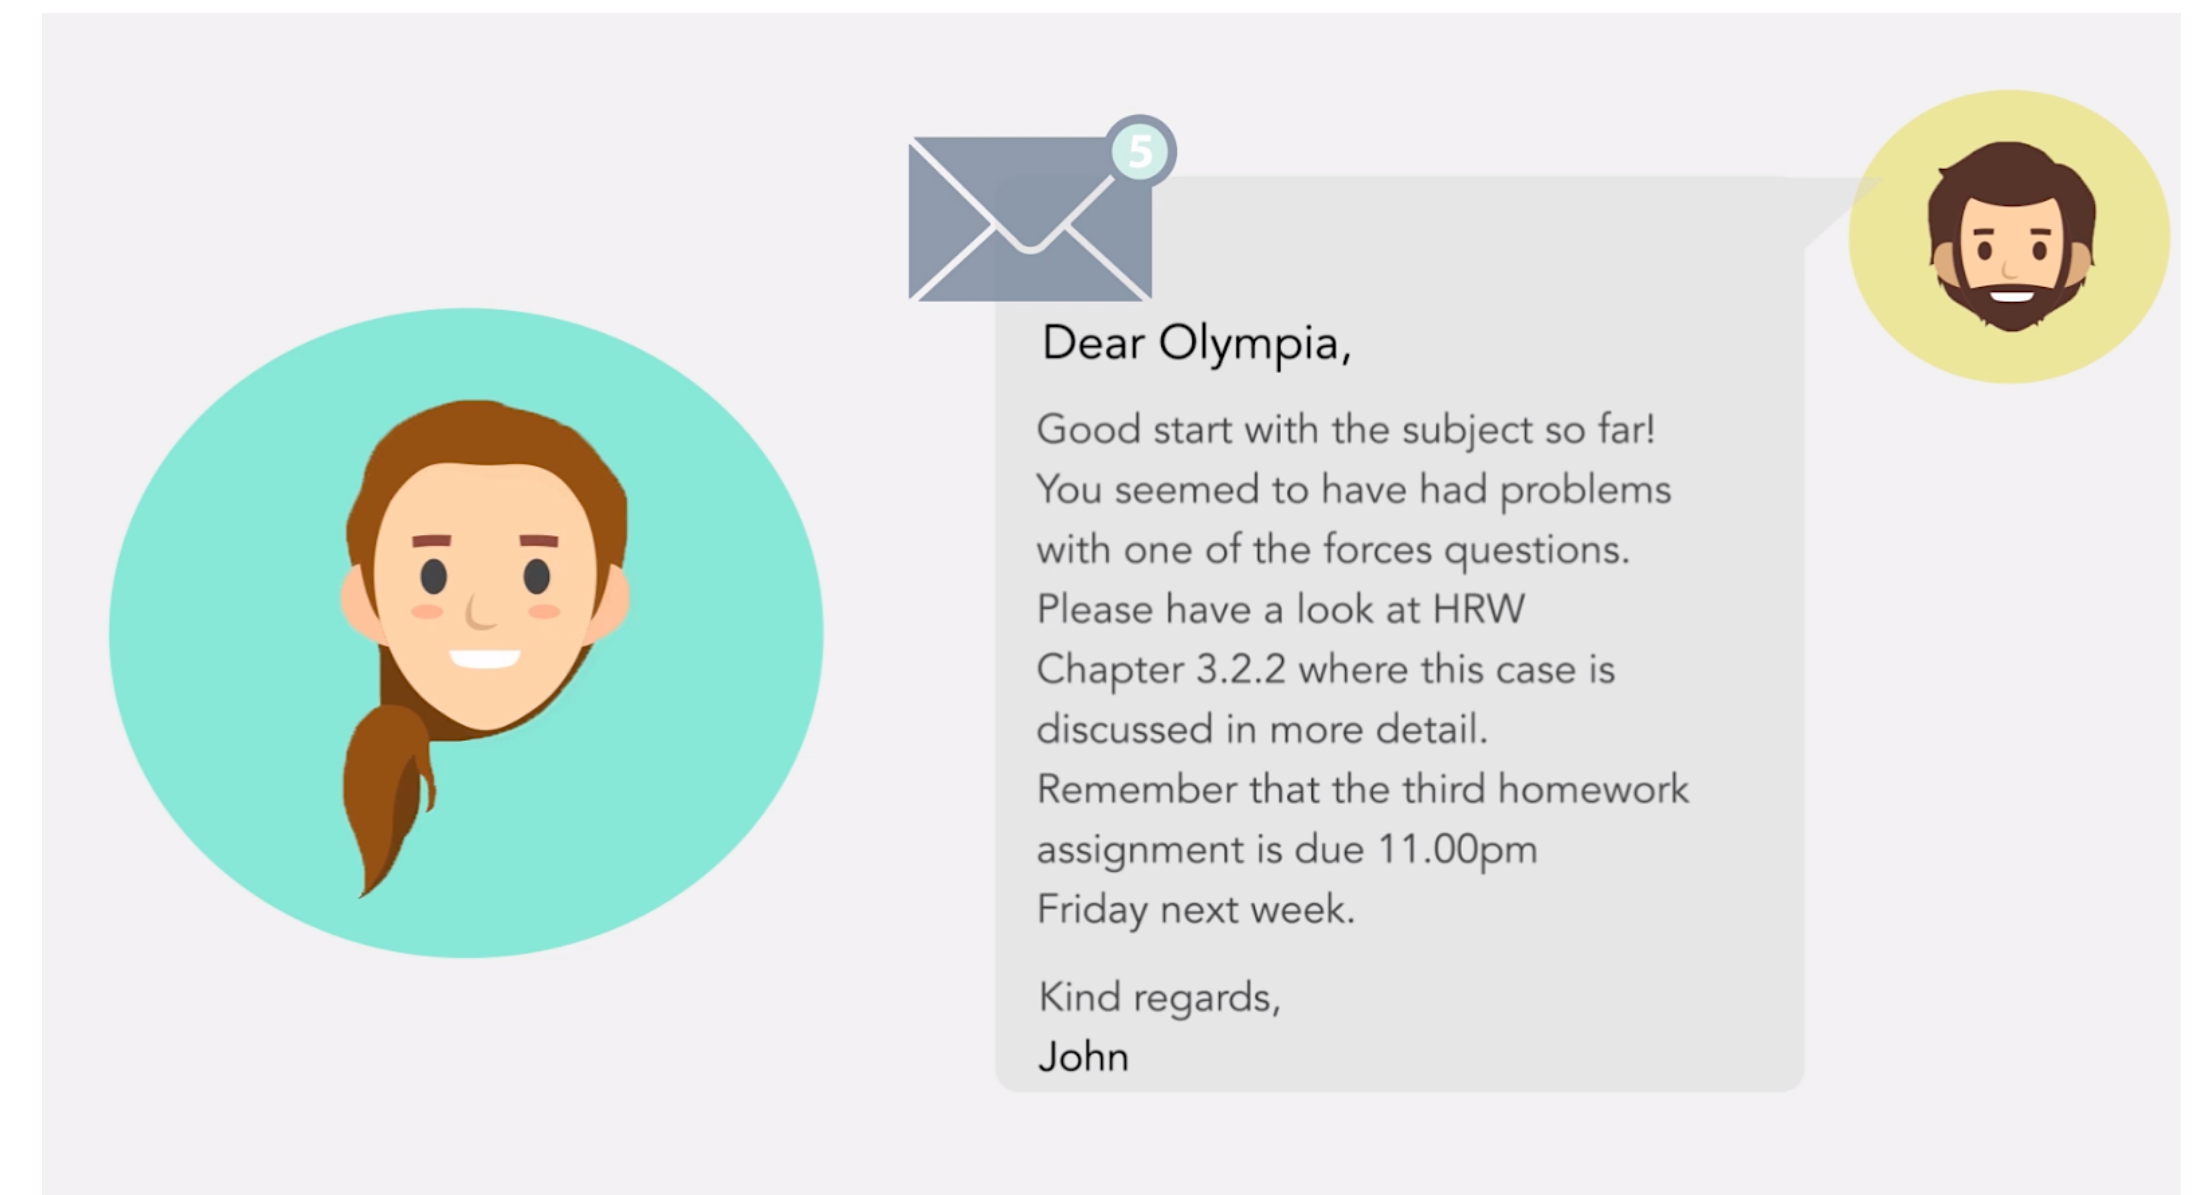 5
Dear Olympia,
Good start with the subject so far!
You seemed to have had problems
with one of the forces questions.
Please have a look at HRW
Chapter 3.2.2 where this case is
discussed in more detail.
Remember that the third homework
assignment is due 11.00pm
Friday next week.
Kind regards,
John